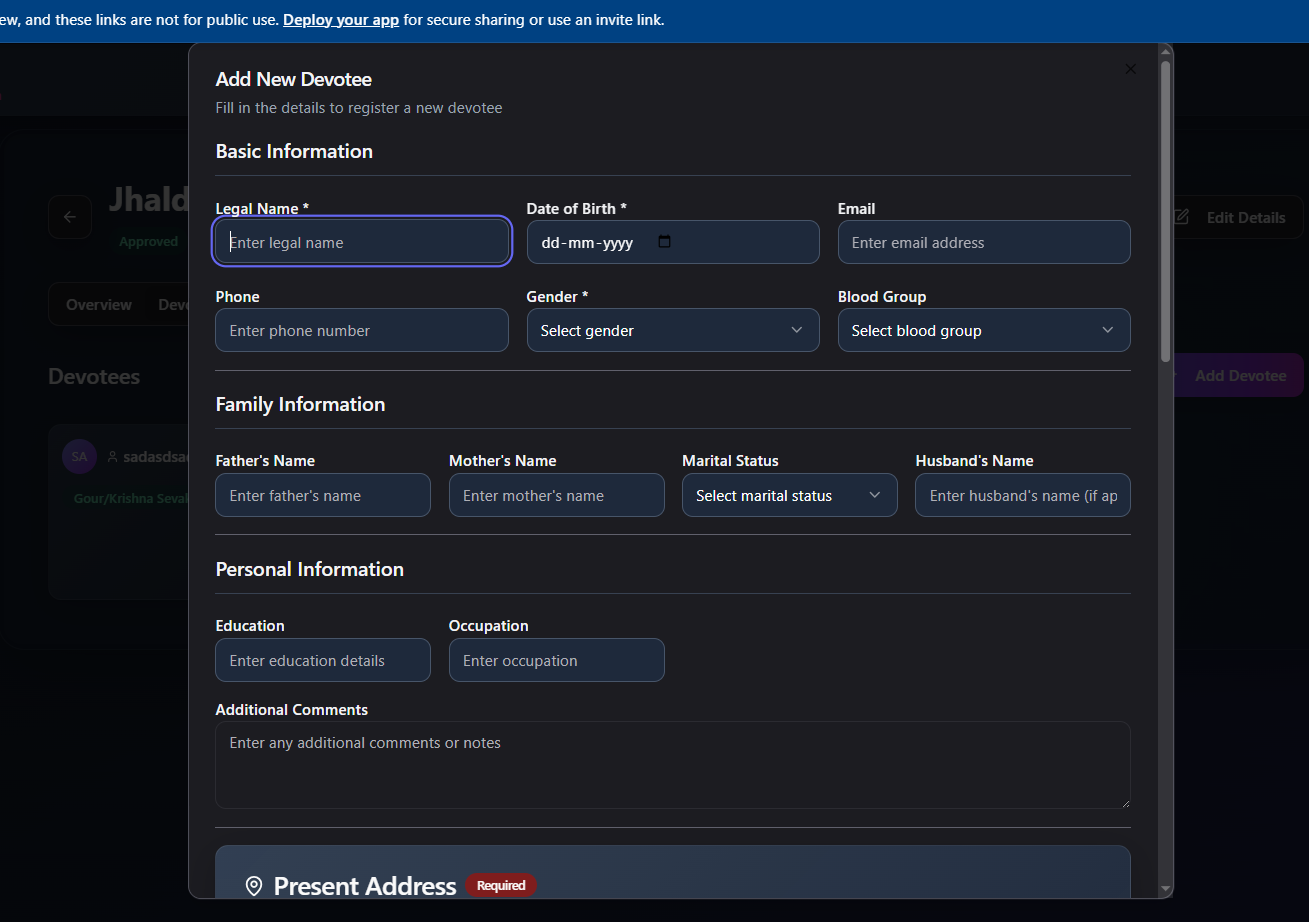 ew, and these links are not for public use. Deploy your app for secure sharing or use an invite link.
Add New Devotee
Fill in the details to register a new devotee
Basic Information
Legal Name * Date of Birth * Email
Enter legal name dd-mm-yyyy Enter email address
Phone Gender * Blood Group
Enter phone number Select gender Select blood group
Family Information
Father's Name Mother's Name Marital Status Husband's Name
Enter father's name Enter mother's name Select marital status Enter husband's name (if ap
Personal Information
Education Occupation
Enter education details Enter occupation
Additional Comments
Enter any additional comments or notes
Present Address Required
Jhald
Approved
Edit Details
Overview Devo
Devotees
Add Devotee
SA sadasdsad
Gour/Krishna Sevak